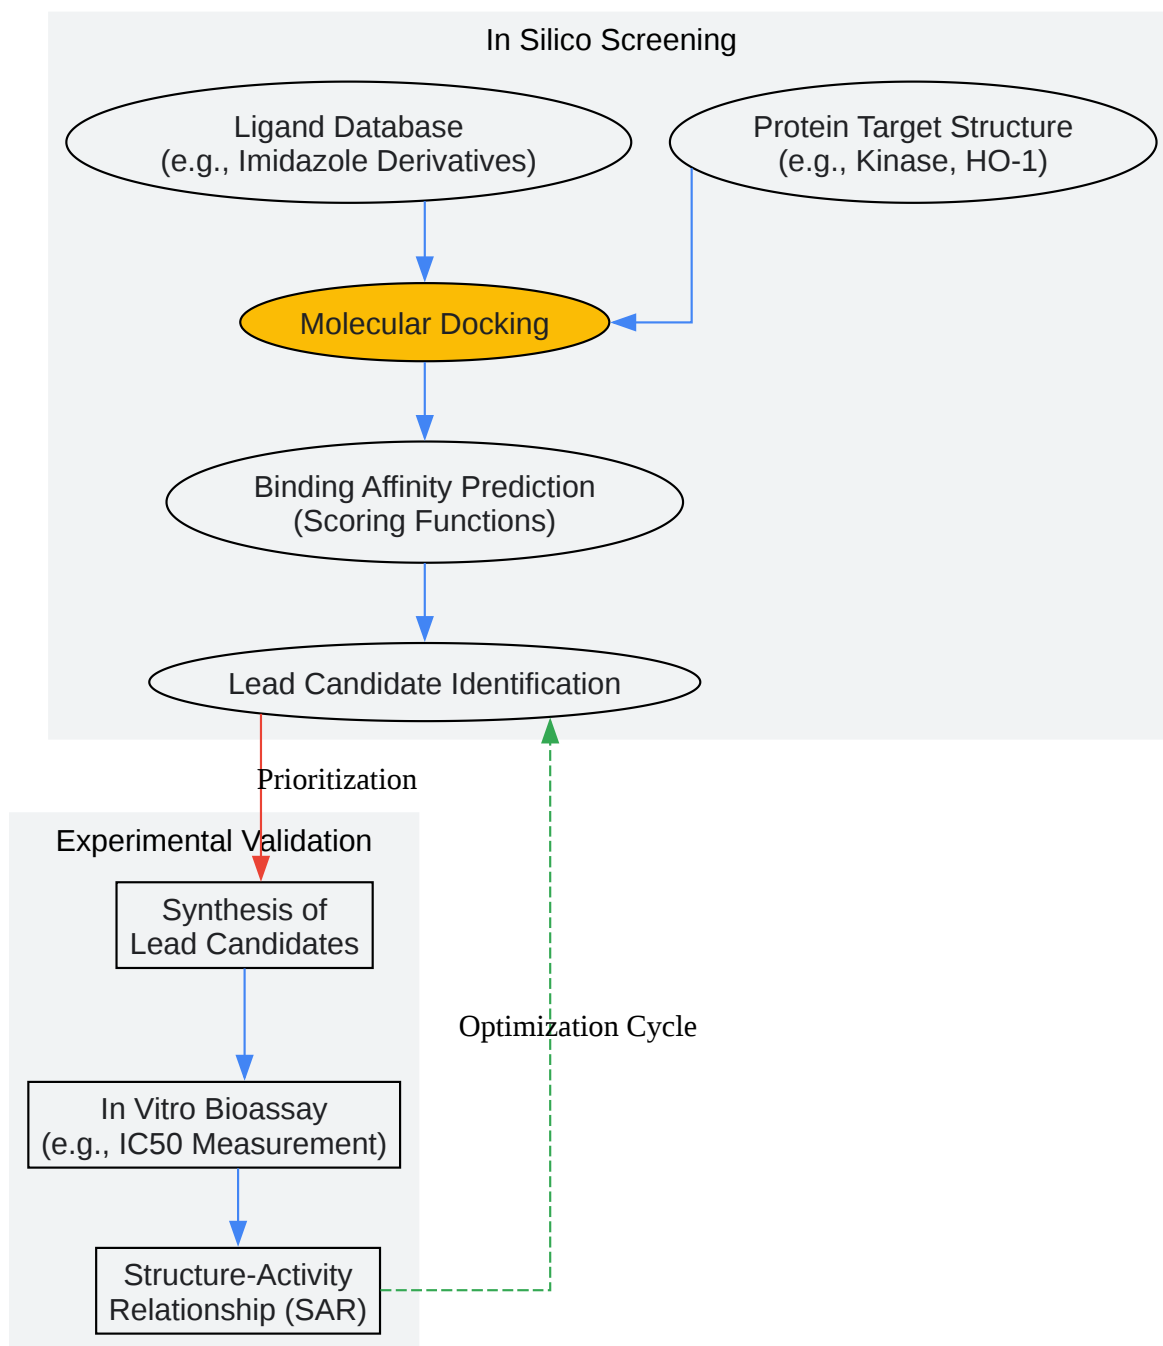 In Silico Screening
Ligand Database
(e.g., Imidazole Derivatives)
Protein Target Structure
(e.g., Kinase, HO-1)
Molecular Docking
Binding Affinity Prediction
(Scoring Functions)
Lead Candidate Identification
Prioritization
Experimental Validation
Synthesis of
Lead Candidates
Optimization Cycle
In Vitro Bioassay
(e.g., IC50 Measurement)
Structure-Activity
Relationship (SAR)